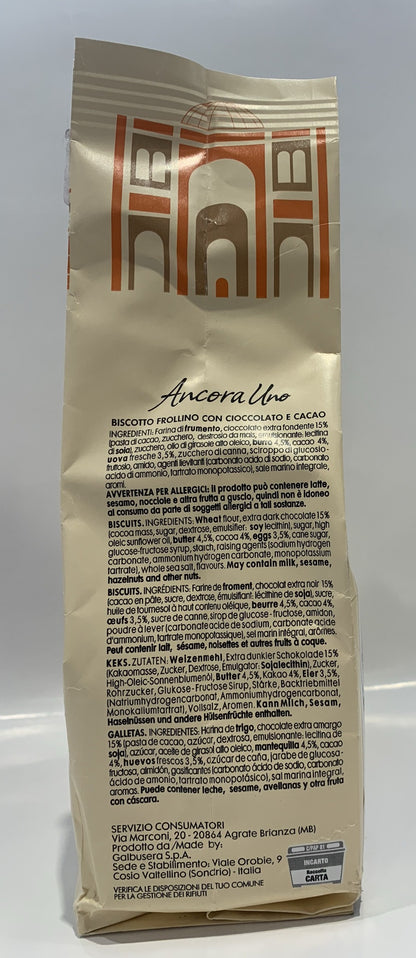 Ancora Uno
BISCOTTO FROLLINO CON CIOCCOLATO E CACAO
INGREDIENTI: Farina di frumento, cioccolato extra fondente 15%
(pasta di cacao, zucchero, destrosio da mais, emulsionante: lecitina
di soia), zucchero, olio di girasole alto oleico, burro 4,5%, cacao 4%,
uova fresche 3,5%, zucchero di canna, sciroppo di glucosio-
fruttosio, amido, agenti lievitanti (carbonato acido di sodio, carbonato
acido di ammonio, tartrato monopotassico), sale marino integrale,
aromi.
AVVERTENZA PER ALLERGICI: il prodotto può contenere latte,
sesamo, nocciole e altra frutta a guscio, quindi non è idoneo
al consumo da parte di soggetti allergici a tali sostanze.
BISCUITS. INGREDIENTS: Wheat flour, extra dark chocolate 15%
(cocoa mass, sugar, dextrose, emulsifier: soy lecithin), sugar, high
oleic sunflower oil, butter 4,5%, cocoa 4%, eggs 3,5%, cane sugar,
glucose-fructose syrup, starch, raising agents (sodium hydrogen
carbonate, ammonium hydrogen carbonate, monopotassium
tartrate), whole sea salt, flavours. May contain milk, sesame,
hazelnuts and other nuts.
BISCUITS. INGRÉDIENTS: Farine de froment, chocolat extra noir 15%
(cacao en pâte, sucre, dextrose, émulsifiant: lécithine de soja), sucre,
huile de tournesol à haut contenu oléique, beurre 4,5%, cacao 4%,
œufs 3,5%, sucre de canne, sirop de glucose - fructose, amidon,
poudre à lever (carbonate acide de sodium, carbonate acide
d'ammonium, tartrate monopotassique), sel marin intégral, arômes.
Peut contenir lait, sésame, noisettes et autres fruits à coque.
KEKS. ZUTATEN: Weizenmehl, Extra dunkler Schokolade 15%
(Kakaomasse, Zucker, Dextrose, Emulgator: Sojalecithin), Zucker,
High-Oleic-Sonnenblumenöl, Butter 4,5%, Kakao 4%, Eier 3,5%,
Rohrzucker, Glukose - Fructose Sirup, Stärke, Backtriebmittel
(Natriumhydrogencarbonat, Ammoniumhydrogencarbonat,
Monokaliumtartrat), Vollsalz, Aromen. Kann Milch, Sesam,
Haselnüssen und andere Hülsenfrüchte enthalten.
GALLETAS. INGREDIENTES: Harina de trigo, chocolate extra amargo
15% (pasta de cacao, azúcar, dextrosa, emulsionante: lecitina de
soja), azúcar, aceite de girasol alto oleico, mantequilla 4,5%, cacao
4%, huevos frescos 3,5%, azúcar de caña, jarabe de glucosa-
fructosa, almidón, gasificantes (carbonato ácido de sodio, carbonato
ácido de amonio, tartrato monopotásico), sal marina integral,
aromas. Puede contener leche, sesame, avellanas y otra fruta
con cáscara.
SERVIZIO CONSUMATORI
Via Marconi, 20 - 20864 Agrate Brianza (MB)
Prodotto da /Made by:
Galbusera S.p.A.
Sede e Stabilimento: Viale Orobie, 9
Cosio Valtellino (Sondrio) - Italia
VERIFICA LE DISPOSIZIONI DEL TUO COMUNE
PER LA GESTIONE DEI RIFIUTI
C/PAP 81
INCARTO
Raccolta
CARTA